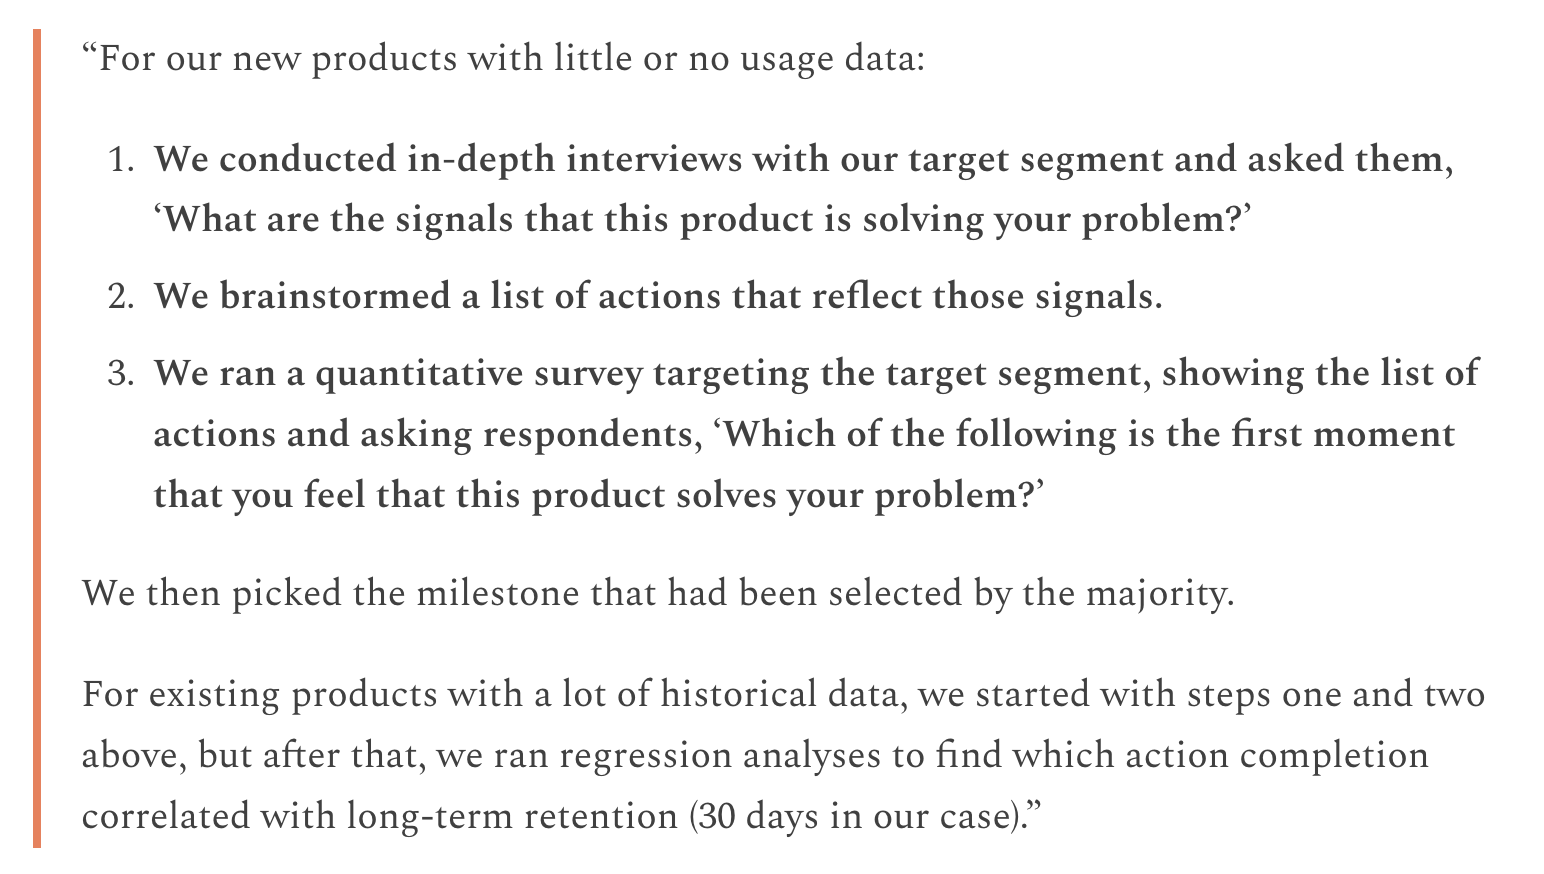 “For our new products with little or no usage data:
1. We conducted in-depth interviews with our target segment and asked them,
‘What are the signals that this product is solving your problem?’
2. We brainstormed a list of actions that reflect those signals.
3. We ran a quantitative survey targeting the target segment, showing the list of
actions and asking respondents, ‘Which of the following is the first moment
that you feel that this product solves your problem?’
We then picked the milestone that had been selected by the majority.
For existing products with a lot of historical data, we started with steps one and two
above, but after that, we ran regression analyses to find which action completion
correlated with long-term retention (30 days in our case).”